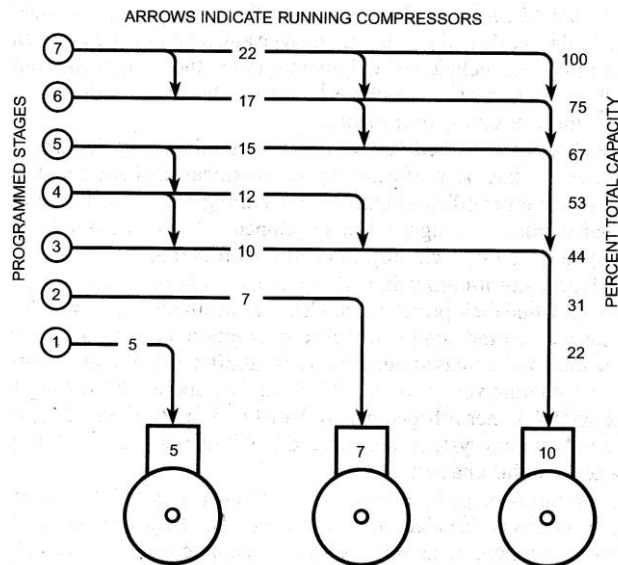 ARROWS INDICATE RUNNING COMPRESSORS
PROGRAMMED STAGES
PERCENT TOTAL CAPACITY
7 22 100
6 17 75
5 15 67
4 12 53
3 10 44
2 7 31
1 5 22
5 7 10